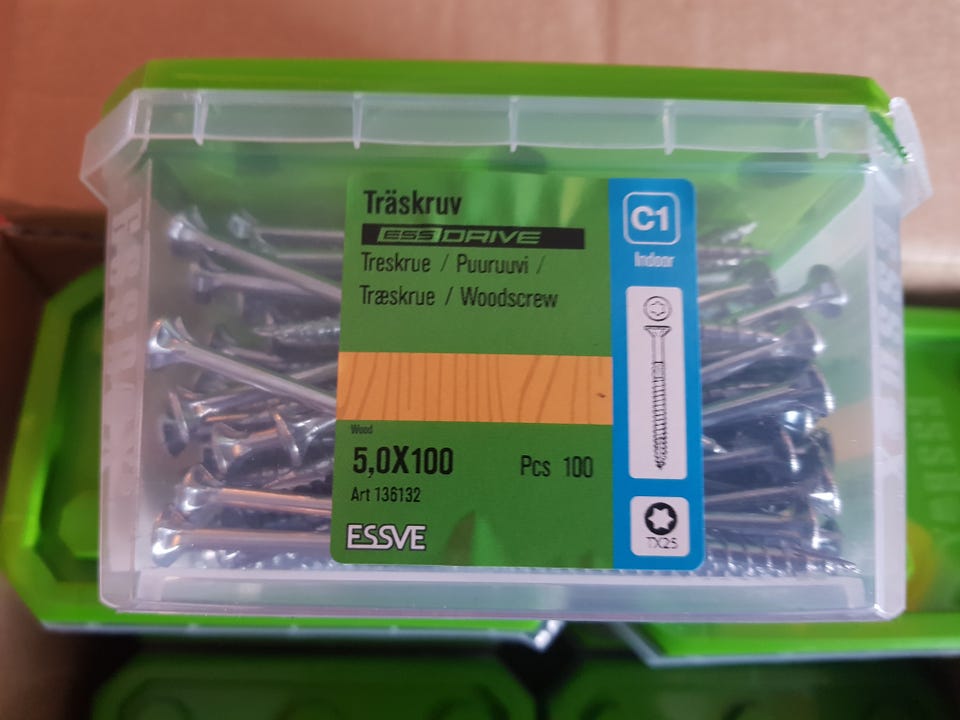 Träskruv
ESSDRIVE
Treskrue / Puuruuvi /
Træskrue / Woodscrew
C1
Indoor
Wood
5,0X100
Pcs 100
Art 136132
ESSVE
TX25